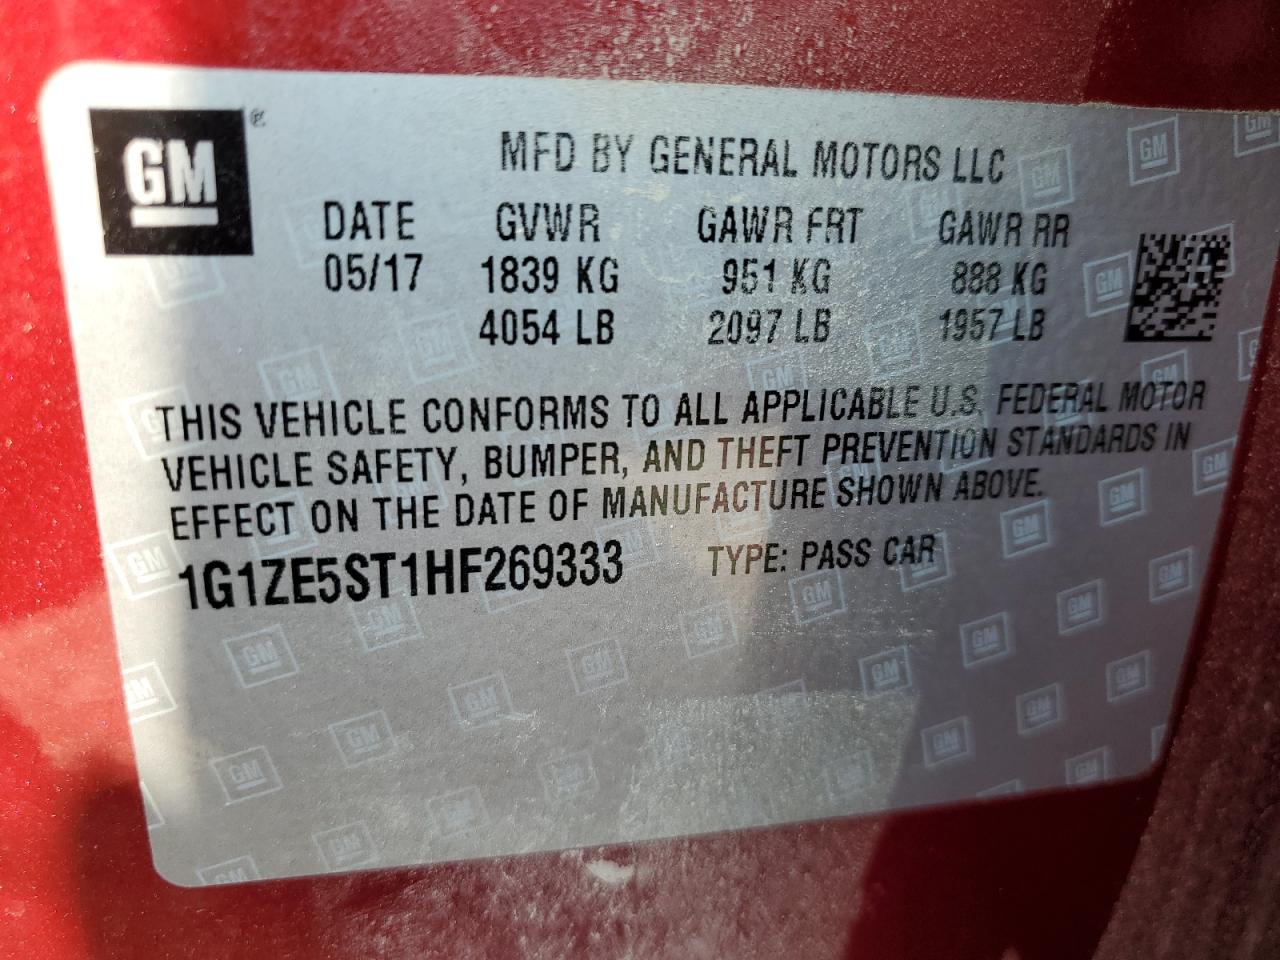 GM ®
MFD BY GENERAL MOTORS LLC
DATE GVWR GAWR FRT GAWR RR
05/17 1839 KG 951 KG 888 KG
4054 LB 2097 LB 1957 LB
THIS VEHICLE CONFORMS TO ALL APPLICABLE U.S. FEDERAL MOTOR
VEHICLE SAFETY, BUMPER, AND THEFT PREVENTION STANDARDS IN
EFFECT ON THE DATE OF MANUFACTURE SHOWN ABOVE.
1G1ZE5ST1HF269333 TYPE: PASS CAR